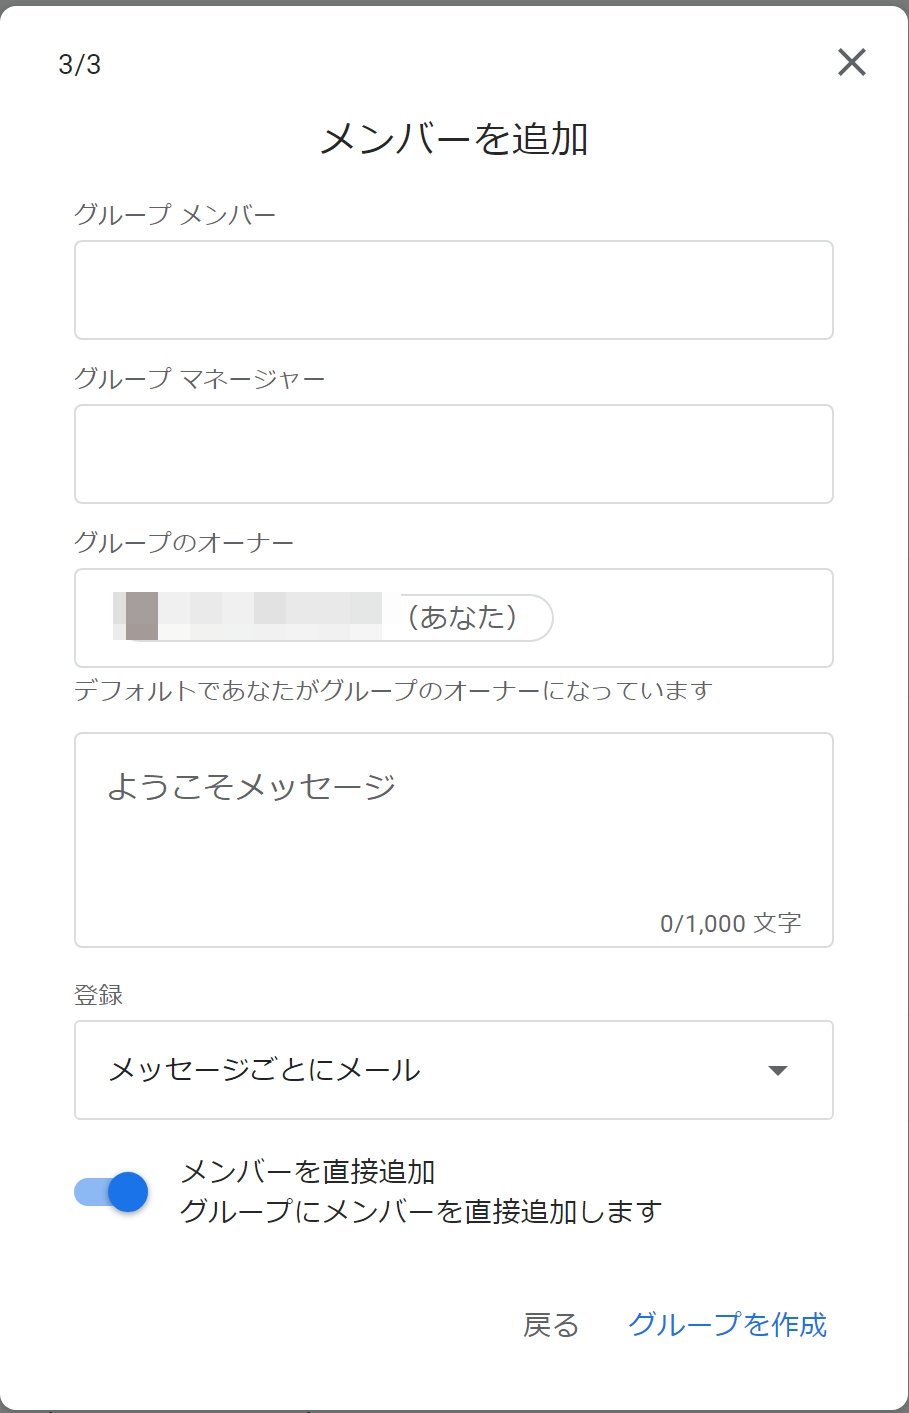 3/3
メンバーを追加
グループ メンバー
グループ マネージャー
グループのオーナー
（あなた）
デフォルトであなたがグループのオーナーになっています
ようこそメッセージ
0/1,000 文字
登録
メッセージごとにメール
メンバーを直接追加
グループにメンバーを直接追加します
戻る グループを作成